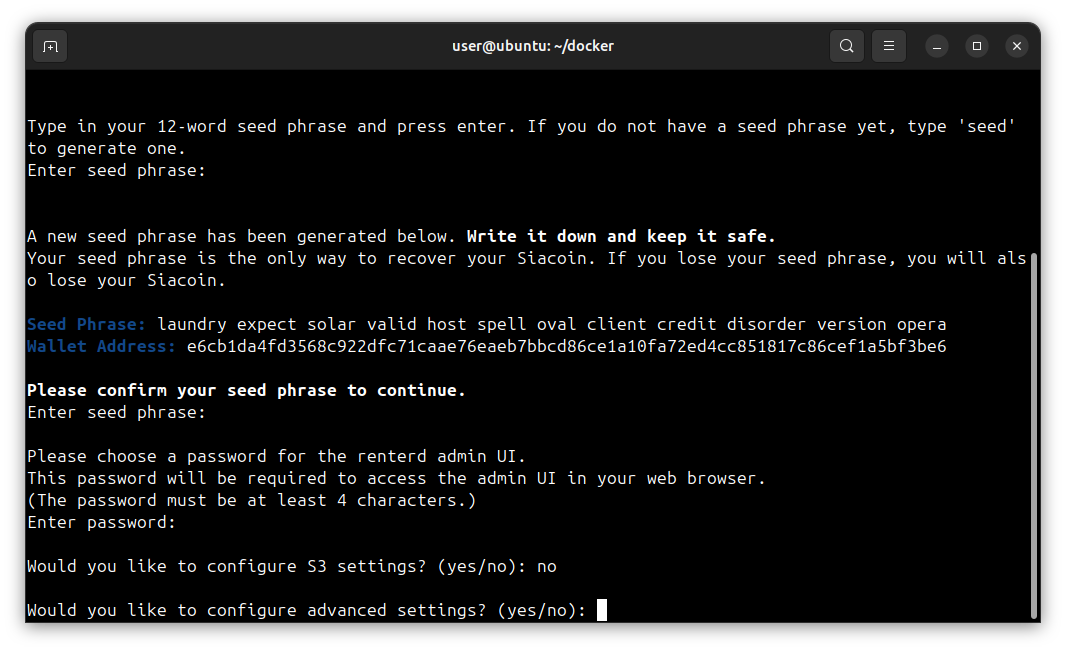 user@ubuntu: ~/docker
Type in your 12-word seed phrase and press enter. If you do not have a seed phrase yet, type 'seed'
to generate one.
Enter seed phrase:
A new seed phrase has been generated below. Write it down and keep it safe.
Your seed phrase is the only way to recover your Siacoin. If you lose your seed phrase, you will als
o lose your Siacoin.
Seed Phrase: laundry expect solar valid host spell oval client credit disorder version opera
Wallet Address: e6cb1da4fd3568c922dfc71caae76eaeb7bbcd86ce1a10fa72ed4cc851817c86cef1a5bf3be6
Please confirm your seed phrase to continue.
Enter seed phrase:
Please choose a password for the renterd admin UI.
This password will be required to access the admin UI in your web browser.
(The password must be at least 4 characters.)
Enter password:
Would you like to configure S3 settings? (yes/no): no
Would you like to configure advanced settings? (yes/no):